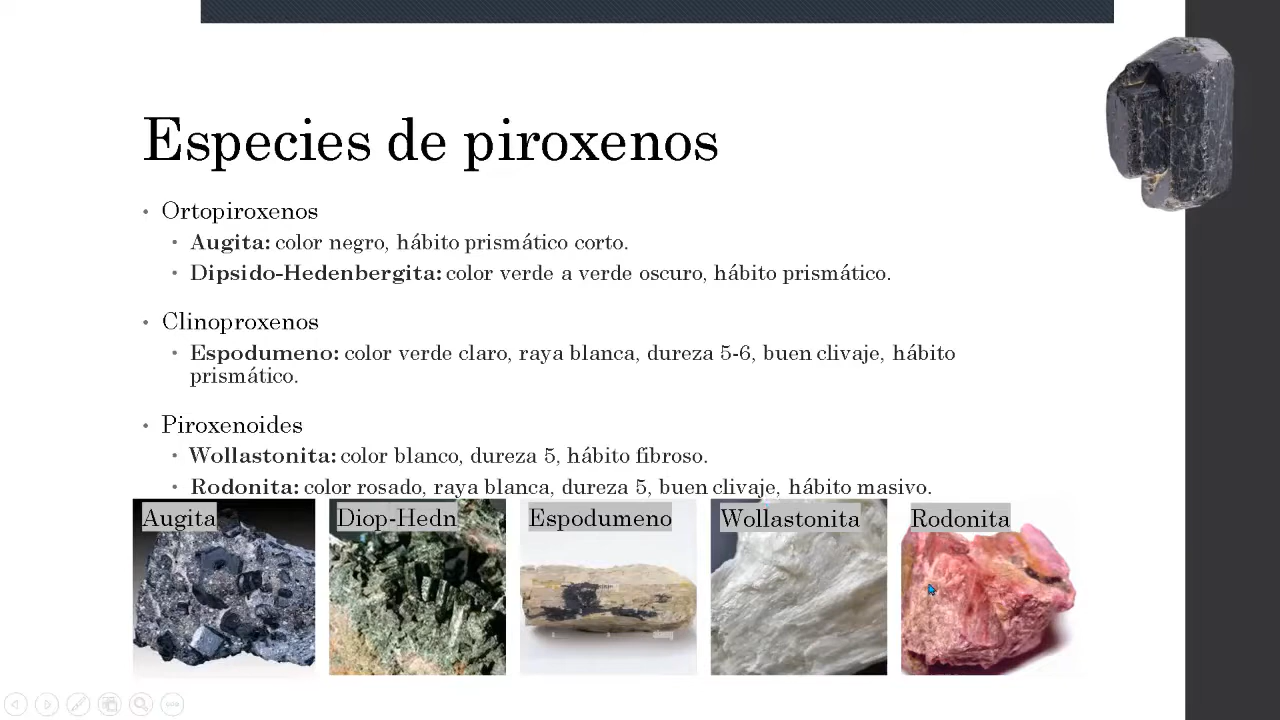 Especies de piroxenos
• Ortopiroxenos
• Augita: color negro, hábito prismático corto.
• Dipsido-Hedenbergita: color verde a verde oscuro, hábito prismático.
• Clinoproxenos
• Espodumeno: color verde claro, raya blanca, dureza 5-6, buen clivaje, hábito
prismático.
• Piroxenoides
• Wollastonita: color blanco, dureza 5, hábito fibroso.
• Rodonita: color rosado, raya blanca, dureza 5, buen clivaje, hábito masivo.
Augita
Diop-Hedn
Espodumeno
Wollastonita
Rodonita